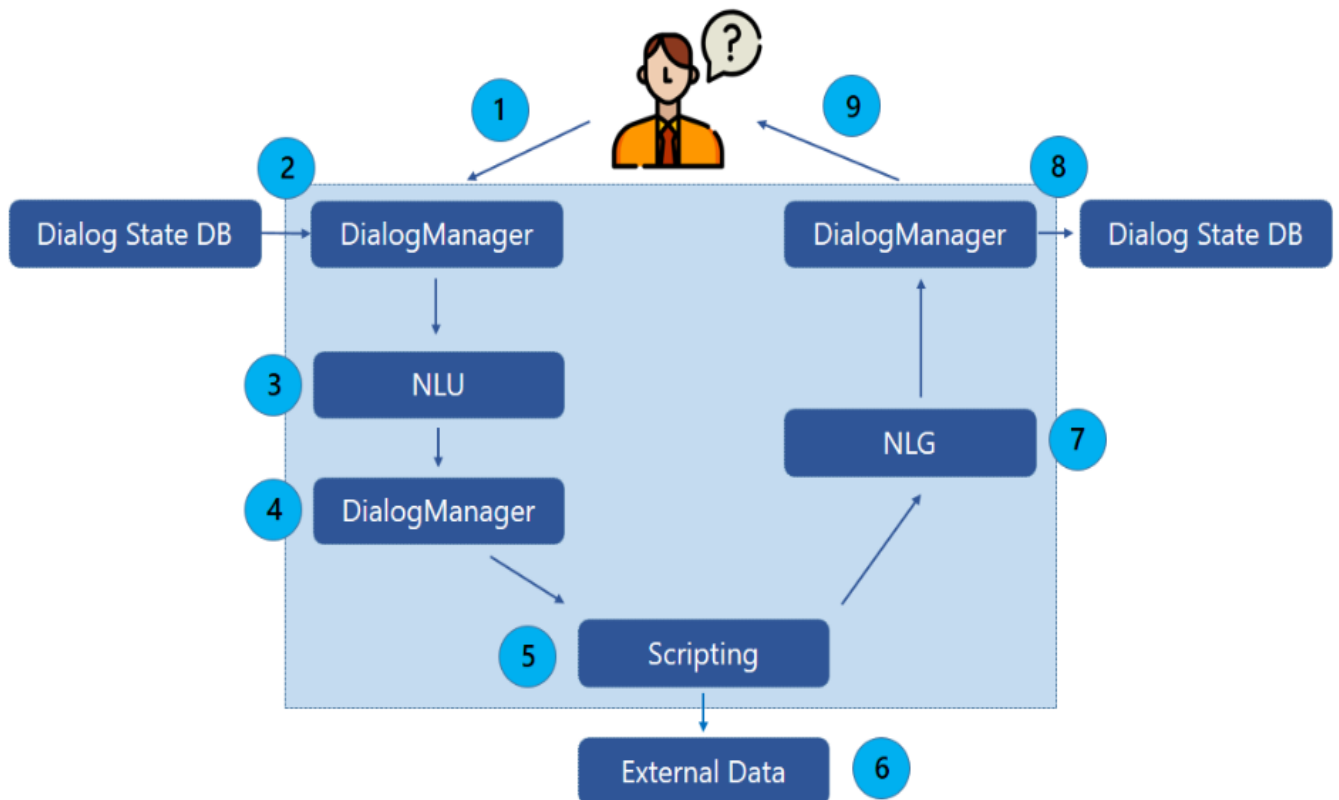 ?
1
9
2
8
Dialog State DB
DialogManager
DialogManager
Dialog State DB
3
NLU
7
NLG
4
DialogManager
5
Scripting
External Data
6